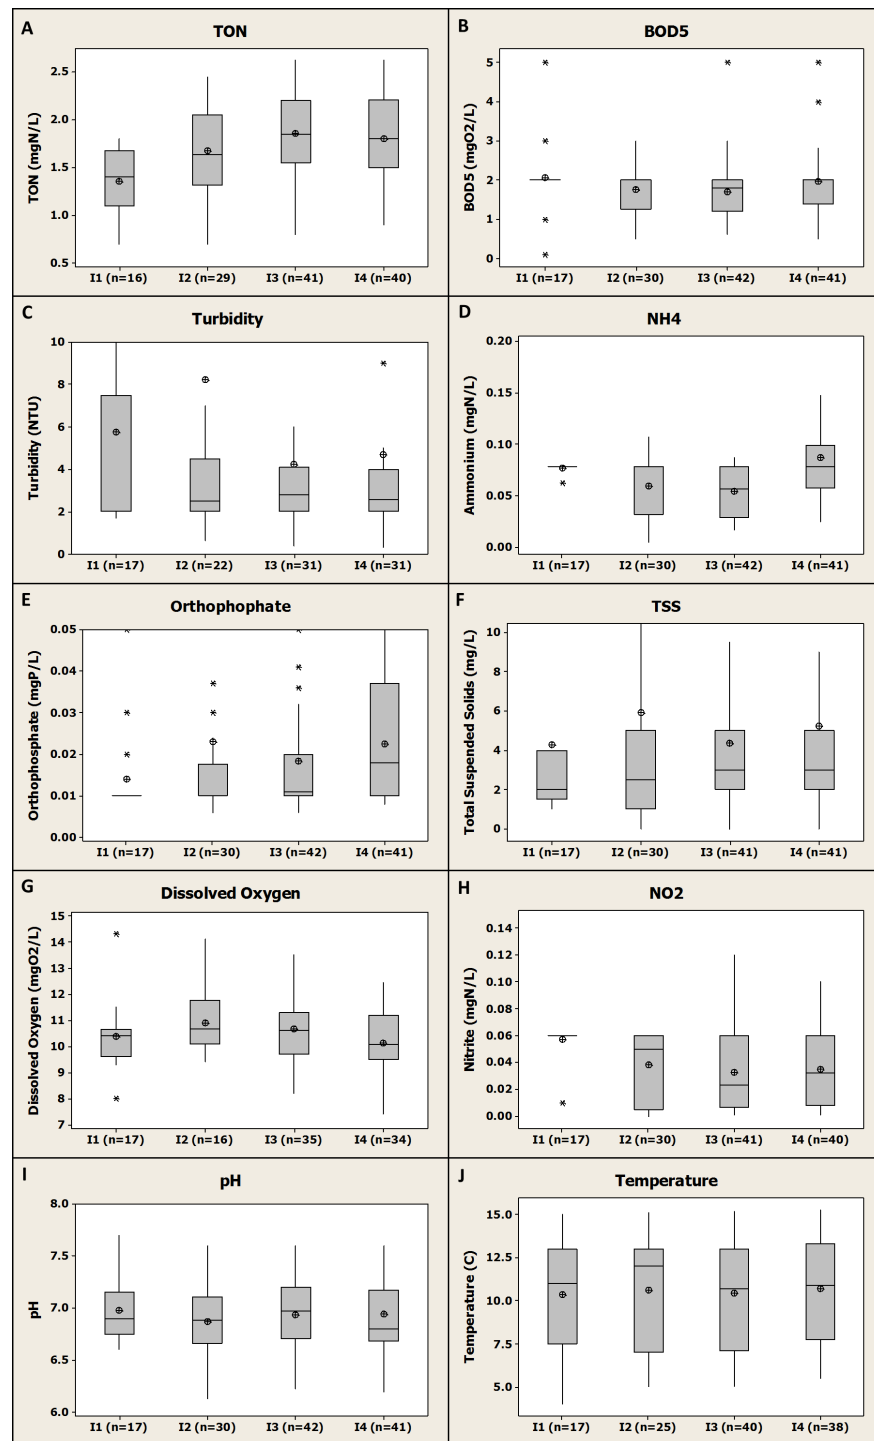 A
TON
TON (mgN/L)
2.5
2.0
1.5
1.0
0.5
I1 (n=16) I2 (n=29) I3 (n=41) I4 (n=40)
B
BOD5
BOD5 (mgO2/L)
5
4
3
2
1
0
I1 (n=17) I2 (n=30) I3 (n=42) I4 (n=41)
C
Turbidity
Turbidity (NTU)
10
8
6
4
2
0
I1 (n=17) I2 (n=22) I3 (n=31) I4 (n=31)
D
NH4
Ammonium (mgN/L)
0.20
0.15
0.10
0.05
0.00
I1 (n=17) I2 (n=30) I3 (n=42) I4 (n=41)
E
Orthophophate
Orthophosphate (mgP/L)
0.05
0.04
0.03
0.02
0.01
0.00
I1 (n=17) I2 (n=30) I3 (n=42) I4 (n=41)
F
TSS
Total Suspended Solids (mg/L)
10
8
6
4
2
0
I1 (n=17) I2 (n=30) I3 (n=41) I4 (n=41)
G
Dissolved Oxygen
Dissolved Oxygen (mgO2/L)
15
14
13
12
11
10
9
8
7
I1 (n=17) I2 (n=16) I3 (n=35) I4 (n=34)
H
NO2
Nitrite (mgN/L)
0.14
0.12
0.10
0.08
0.06
0.04
0.02
0.00
I1 (n=17) I2 (n=30) I3 (n=41) I4 (n=40)
I
pH
pH
8.0
7.5
7.0
6.5
6.0
I1 (n=17) I2 (n=30) I3 (n=42) I4 (n=41)
J
Temperature
Temperature (C)
15.0
12.5
10.0
7.5
5.0
I1 (n=17) I2 (n=25) I3 (n=40) I4 (n=38)